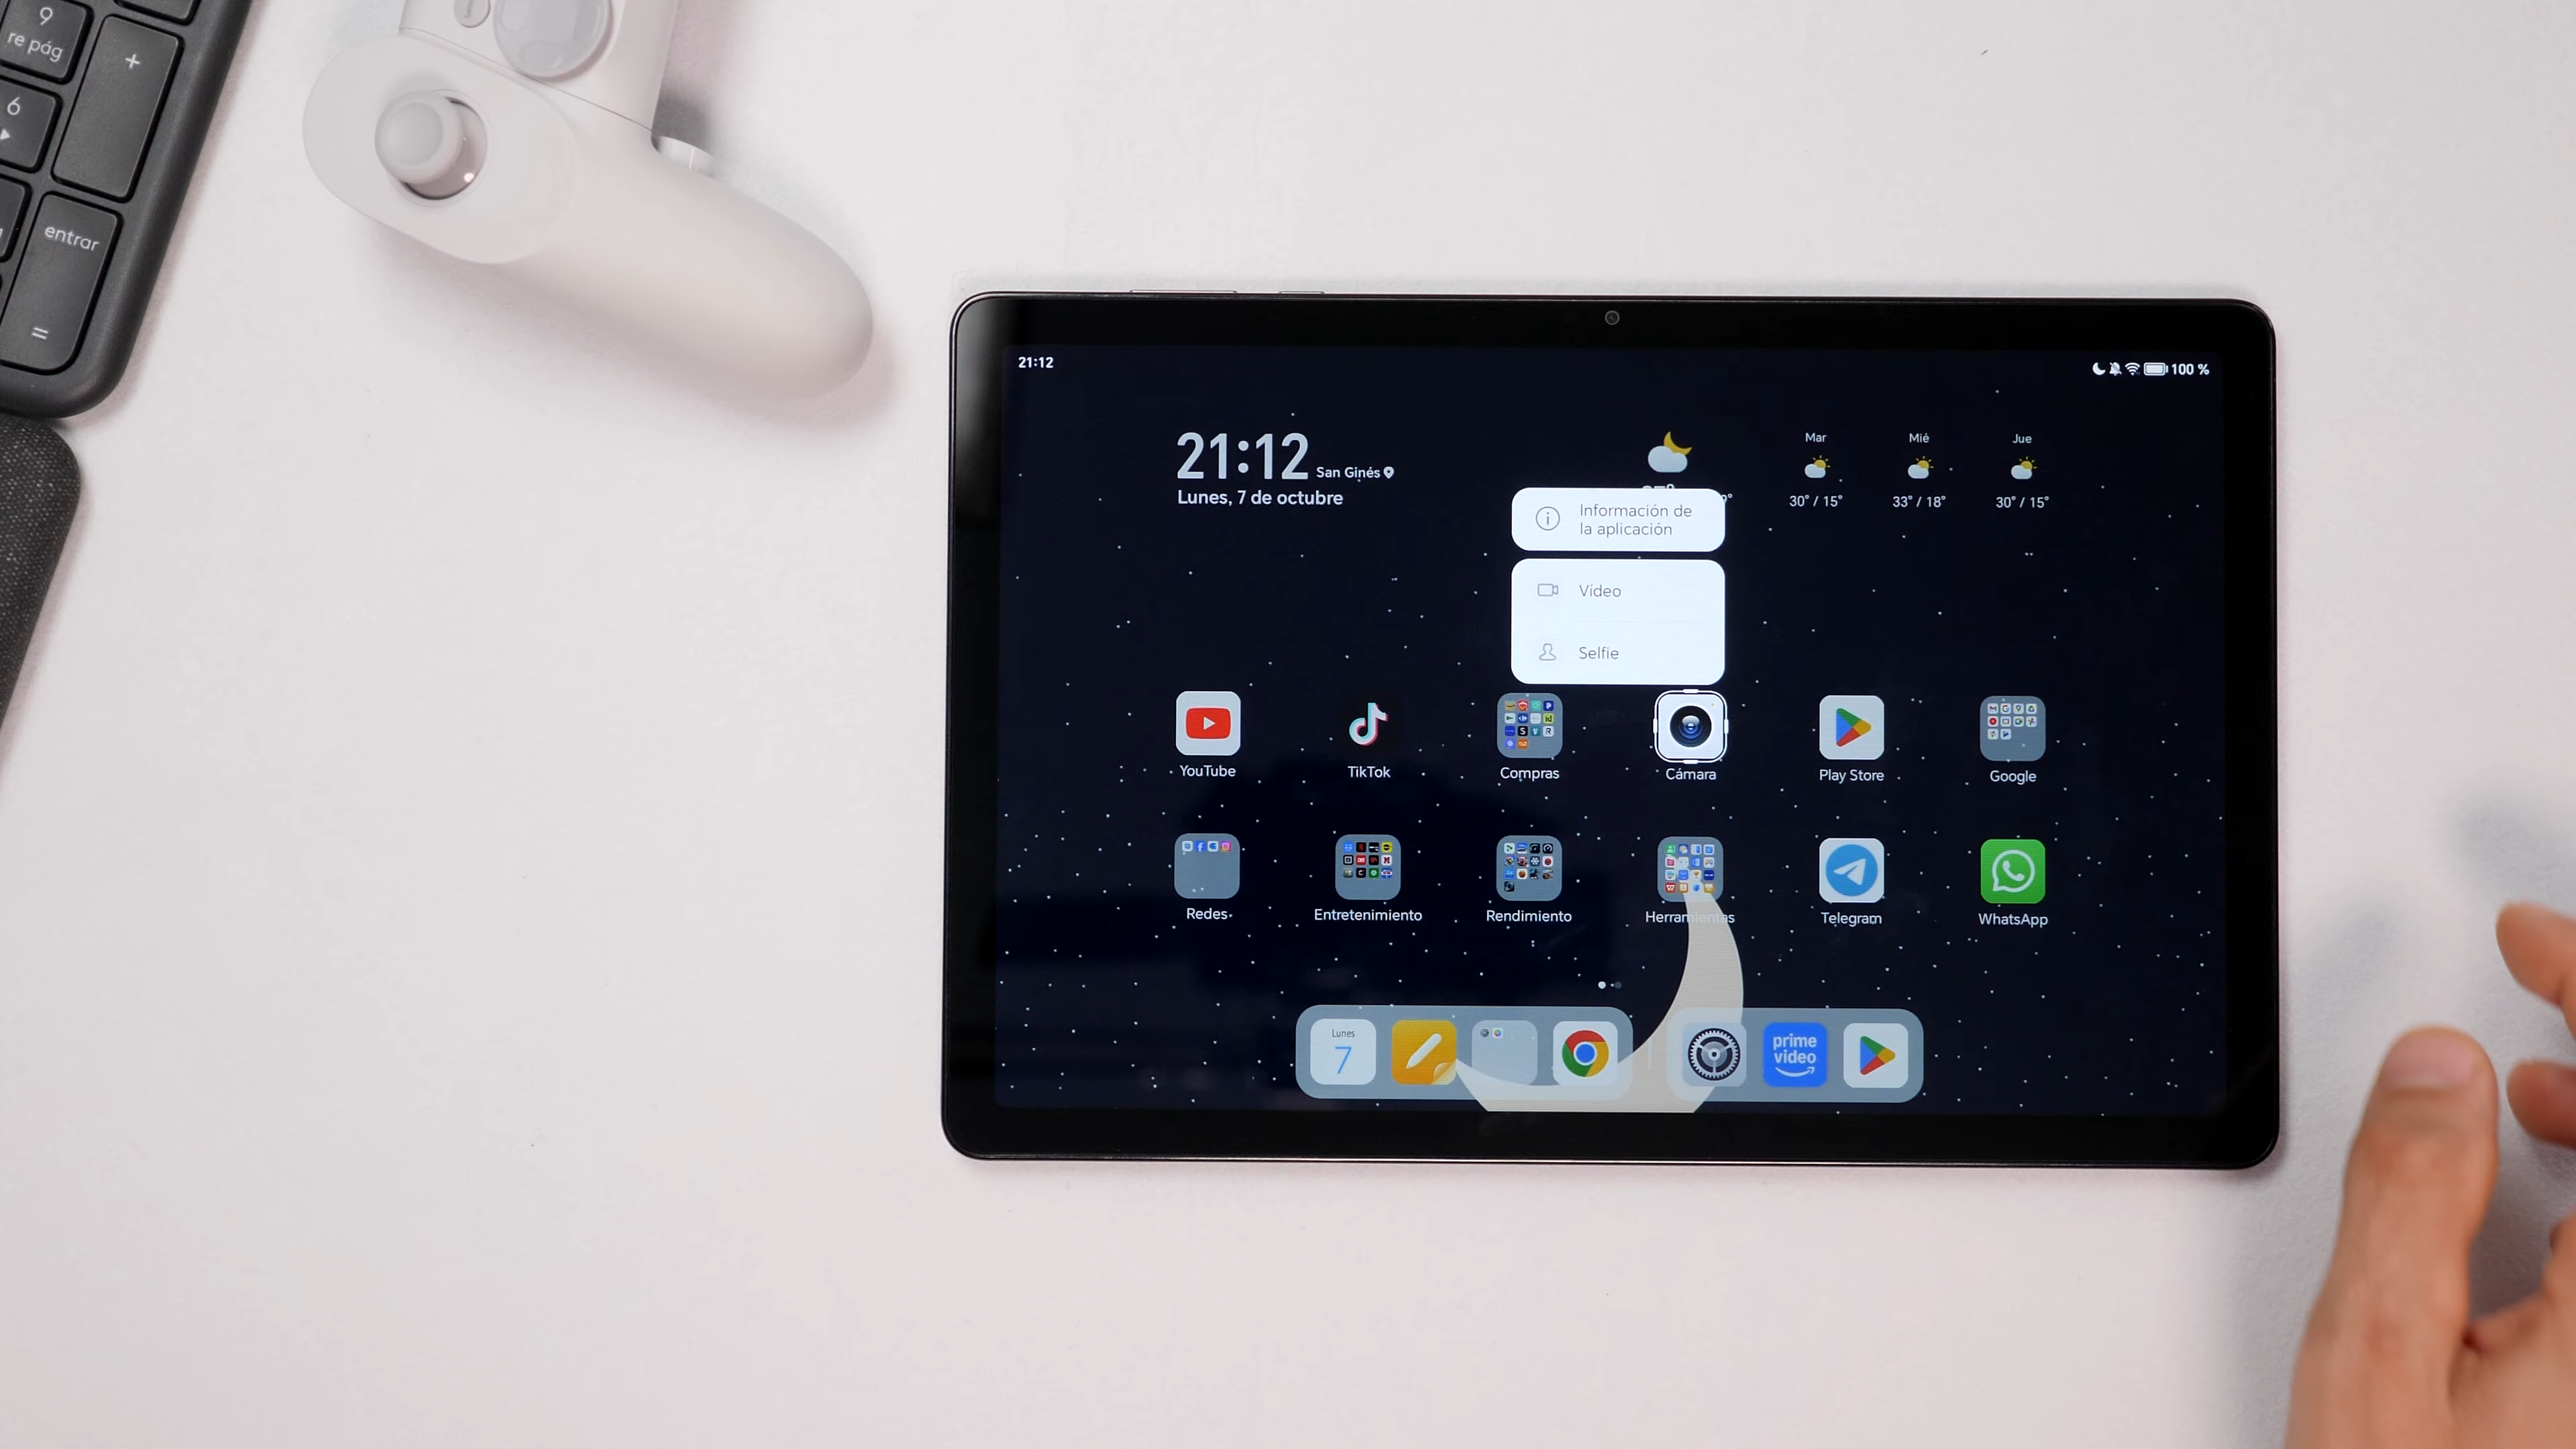 9
re pág
+
6
entrar
=
21:12
100 %
21:12 San Ginés
Lunes, 7 de octubre
Mar
Mié
Jue
30° / 15°
33° / 18°
30° / 15°
Información de
la aplicación
Vídeo
Selfie
YouTube
TikTok
Compras
Cámara
Play Store
Google
Redes
Entretenimiento
Rendimiento
Herramientas
Telegram
WhatsApp
Lunes
7
prime
video